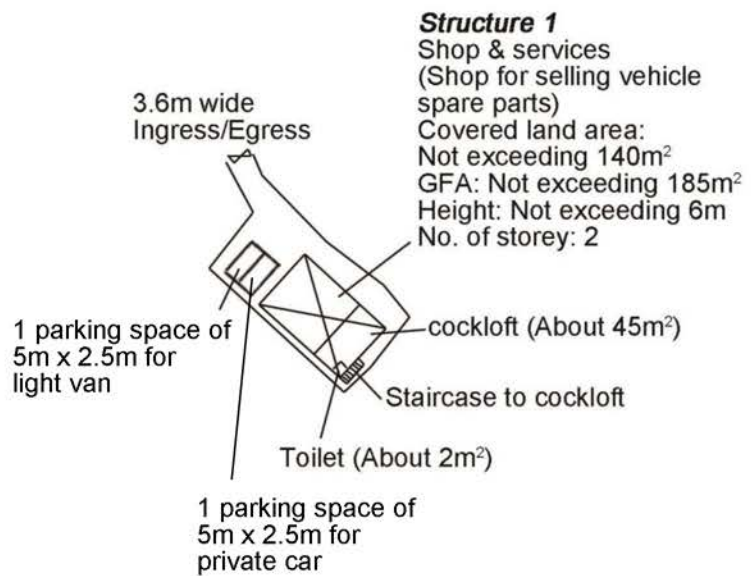 Structure 1
Shop & services
(Shop for selling vehicle
spare parts)
Covered land area:
Not exceeding 140m²
GFA: Not exceeding 185m²
Height: Not exceeding 6m
No. of storey: 2
3.6m wide
Ingress/Egress
1 parking space of
5m x 2.5m for
light van
cockloft (About 45m²)
Staircase to cockloft
Toilet (About 2m²)
1 parking space of
5m x 2.5m for
private car